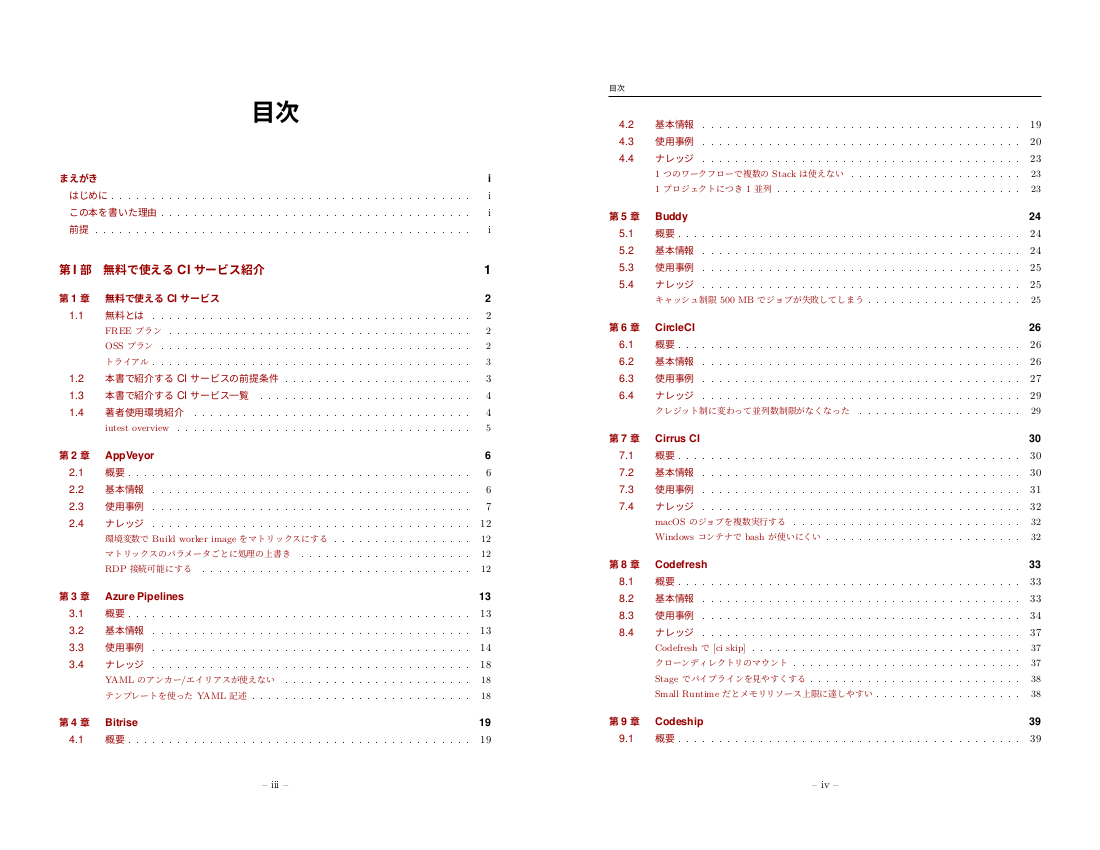 目次
まえがき i
はじめに . . . . . . . . . . i
この本を書いた理由 . . . . . . . . . . i
前提 . . . . . . . . . . i
第 I 部 無料で使える CI サービス紹介 1
第 1 章 無料で使える CI サービス 2
1.1 無料とは . . . . . . . . . . 2
FREE プラン . . . . . . . . . . 2
OSS プラン . . . . . . . . . . 2
トライアル . . . . . . . . . . 3
1.2 本書で紹介する CI サービスの前提条件 . . . . . . . . . . 3
1.3 本書で紹介する CI サービス一覧 . . . . . . . . . . 4
1.4 著者使用環境紹介 . . . . . . . . . . 4
iutest overview . . . . . . . . . . 5
第 2 章 AppVeyor 6
2.1 概要 . . . . . . . . . . 6
2.2 基本情報 . . . . . . . . . . 6
2.3 使用事例 . . . . . . . . . . 7
2.4 ナレッジ . . . . . . . . . . 12
環境変数で Build worker image をマトリックスにする . . . . . . . . . . 12
マトリックスのパラメータごとに処理の上書き . . . . . . . . . . 12
RDP 接続可能にする . . . . . . . . . . 12
第 3 章 Azure Pipelines 13
3.1 概要 . . . . . . . . . . 13
3.2 基本情報 . . . . . . . . . . 13
3.3 使用事例 . . . . . . . . . . 14
3.4 ナレッジ . . . . . . . . . . 18
YAML のアンカー/エイリアスが使えない . . . . . . . . . . 18
テンプレートを使った YAML 記述 . . . . . . . . . . 18
第 4 章 Bitrise 19
4.1 概要 . . . . . . . . . . 19
– iii –
目次
4.2 基本情報 . . . . . . . . . . 19
4.3 使用事例 . . . . . . . . . . 20
4.4 ナレッジ . . . . . . . . . . 23
1 つのワークフローで複数の Stack は使えない . . . . . . . . . . 23
1 プロジェクトにつき 1 並列 . . . . . . . . . . 23
第 5 章 Buddy 24
5.1 概要 . . . . . . . . . . 24
5.2 基本情報 . . . . . . . . . . 24
5.3 使用事例 . . . . . . . . . . 25
5.4 ナレッジ . . . . . . . . . . 25
キャッシュ制限 500 MB でジョブが失敗してしまう . . . . . . . . . . 25
第 6 章 CircleCI 26
6.1 概要 . . . . . . . . . . 26
6.2 基本情報 . . . . . . . . . . 26
6.3 使用事例 . . . . . . . . . . 27
6.4 ナレッジ . . . . . . . . . . 29
クレジット制に変わって並列数制限がなくなった . . . . . . . . . . 29
第 7 章 Cirrus CI 30
7.1 概要 . . . . . . . . . . 30
7.2 基本情報 . . . . . . . . . . 30
7.3 使用事例 . . . . . . . . . . 31
7.4 ナレッジ . . . . . . . . . . 32
macOS のジョブを複数実行する . . . . . . . . . . 32
Windows コンテナで bash が使いにくい . . . . . . . . . . 32
第 8 章 Codefresh 33
8.1 概要 . . . . . . . . . . 33
8.2 基本情報 . . . . . . . . . . 33
8.3 使用事例 . . . . . . . . . . 34
8.4 ナレッジ . . . . . . . . . . 37
Codefresh で [ci skip] . . . . . . . . . . 37
クローンディレクトリのマウント . . . . . . . . . . 37
Stage でパイプラインを見やすくする . . . . . . . . . . 38
Small Runtime だとメモリリソース上限に達しやすい . . . . . . . . . . 38
第 9 章 Codeship 39
9.1 概要 . . . . . . . . . . 39
– iv –